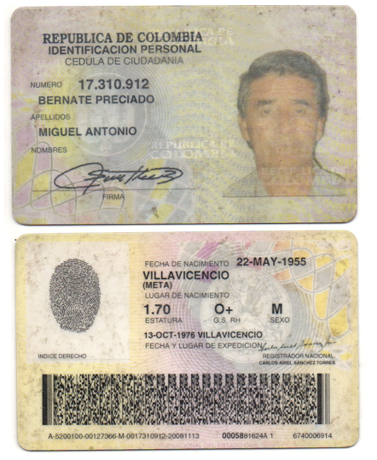 REPUBLICA DE COLOMBIA
IDENTIFICACION PERSONAL
CEDULA DE CIUDADANIA
NUMERO 17.310.912
BERNATE PRECIADO
APELLIDOS
MIGUEL ANTONIO
NOMBRES
REPUBLICA DE
COLOMBIA
FIRMA
FECHA DE NACIMIENTO 22-MAY-1955
VILLAVICENCIO
(META)
LUGAR DE NACIMIENTO
1.70 O+ M
ESTATURA G.S. RH SEXO
13-OCT-1976 VILLAVICENCIO
FECHA Y LUGAR DE EXPEDICION
INDICE DERECHO
REGISTRADOR NACIONAL
CARLOS ARIEL SÁNCHEZ TORRES
A-5200100-00127366-M-0017310912-20081113 0005881624A 1 6740006914